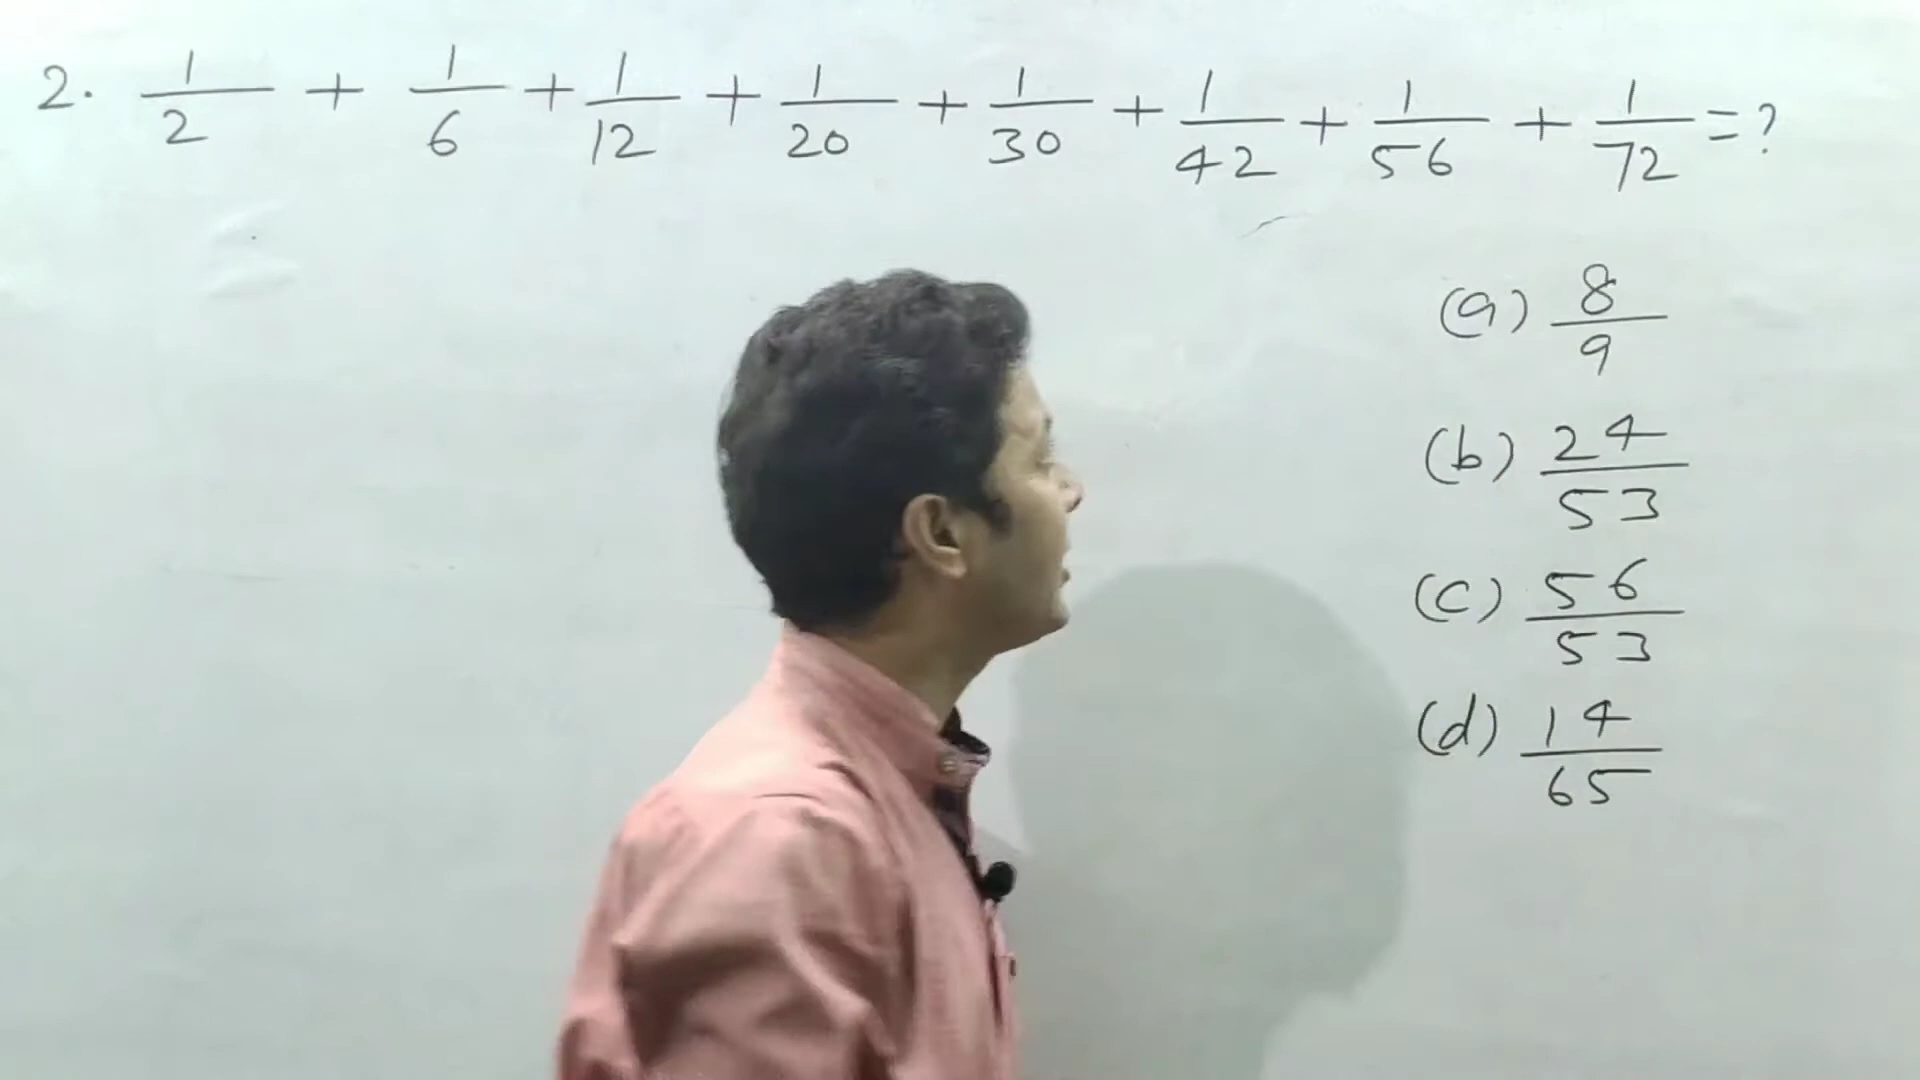 2. 1/2 + 1/6 + 1/12 + 1/20 + 1/30 + 1/42 + 1/56 + 1/72 = ?
(a) 8/9
(b) 24/53
(c) 56/53
(d) 14/65